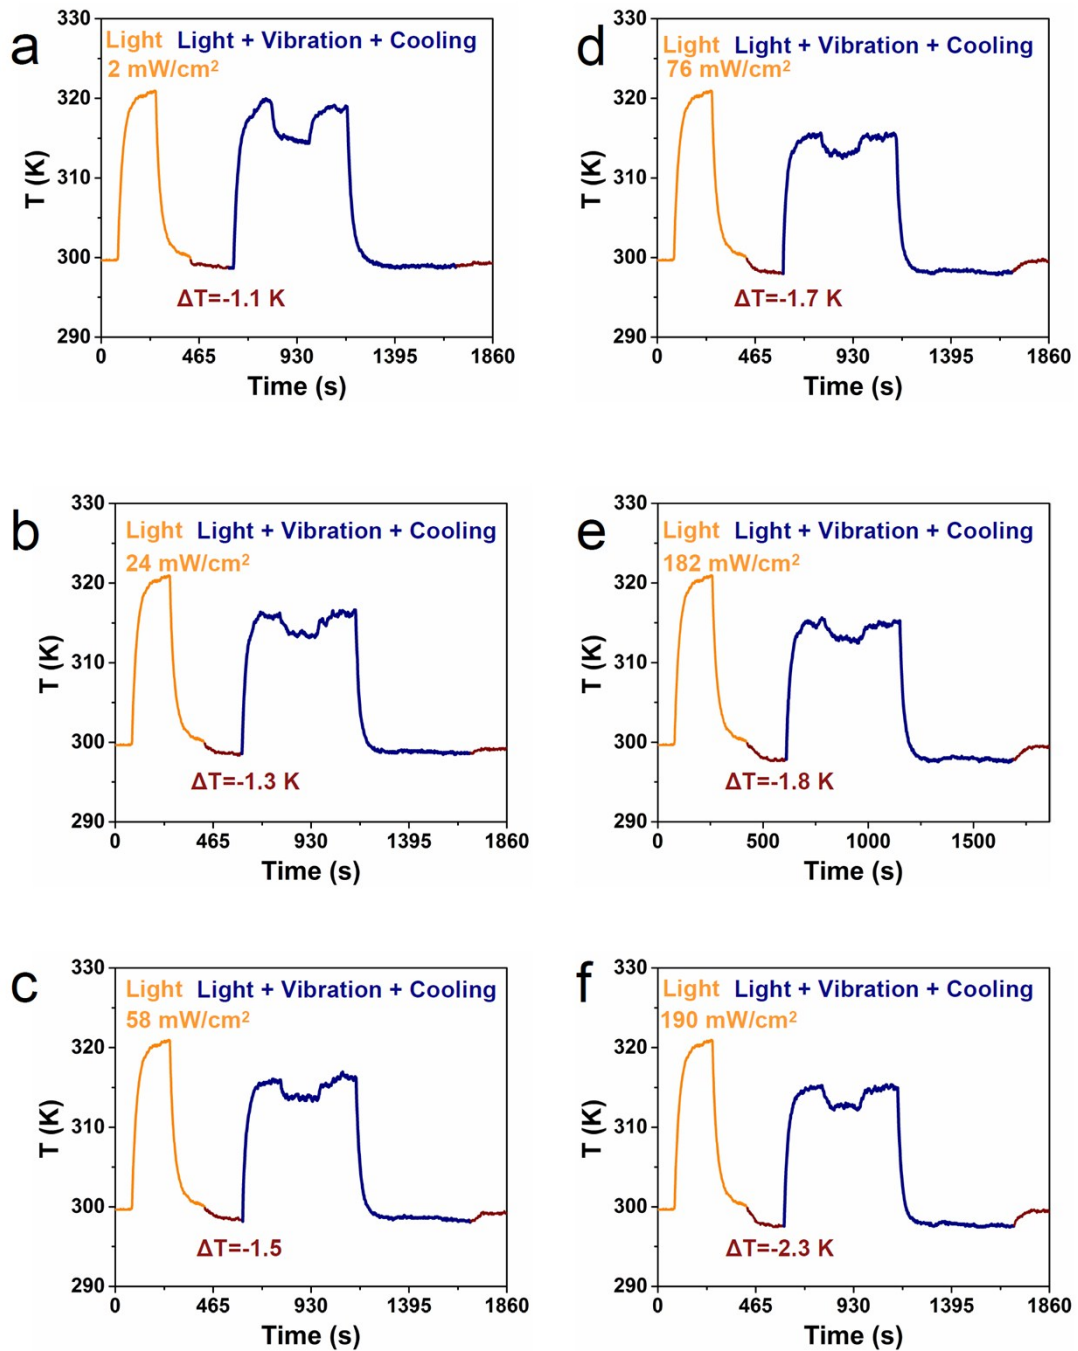 a
Light Light + Vibration + Cooling
2 mW/cm²
ΔT=-1.1 K
T (K)
330
320
310
300
290
0 465 930 1395 1860
Time (s)
d
Light Light + Vibration + Cooling
76 mW/cm²
ΔT=-1.7 K
T (K)
330
320
310
300
290
0 465 930 1395 1860
Time (s)
b
Light Light + Vibration + Cooling
24 mW/cm²
ΔT=-1.3 K
T (K)
330
320
310
300
290
0 465 930 1395 1860
Time (s)
e
Light Light + Vibration + Cooling
182 mW/cm²
ΔT=-1.8 K
T (K)
330
320
310
300
290
0 500 1000 1500
Time (s)
c
Light Light + Vibration + Cooling
58 mW/cm²
ΔT=-1.5
T (K)
330
320
310
300
290
0 465 930 1395 1860
Time (s)
f
Light Light + Vibration + Cooling
190 mW/cm²
ΔT=-2.3 K
T (K)
330
320
310
300
290
0 465 930 1395 1860
Time (s)